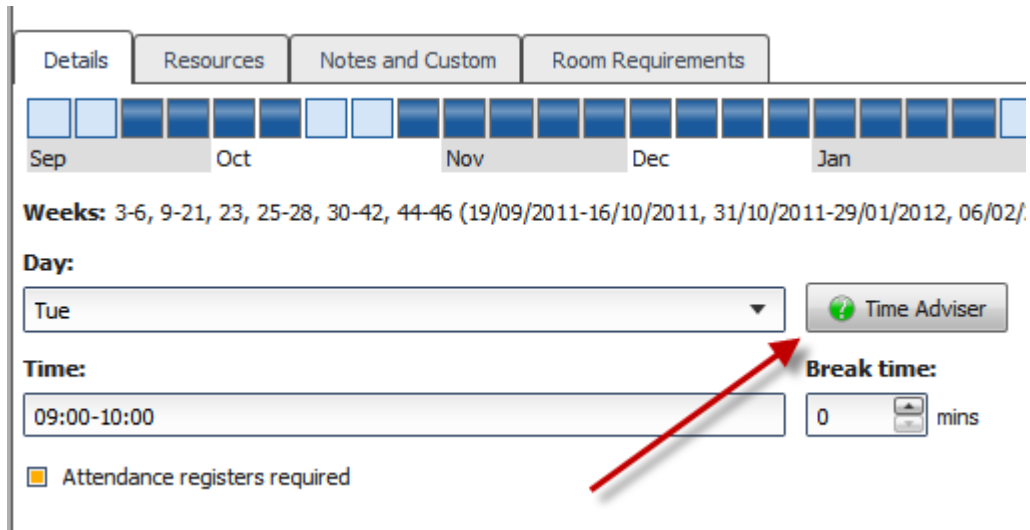 Details Resources Notes and Custom Room Requirements
Sep Oct Nov Dec Jan
Weeks: 3-6, 9-21, 23, 25-28, 30-42, 44-46 (19/09/2011-16/10/2011, 31/10/2011-29/01/2012, 06/02/
Day:
Tue Time Adviser
Time: Break time:
09:00-10:00 0 mins
Attendance registers required